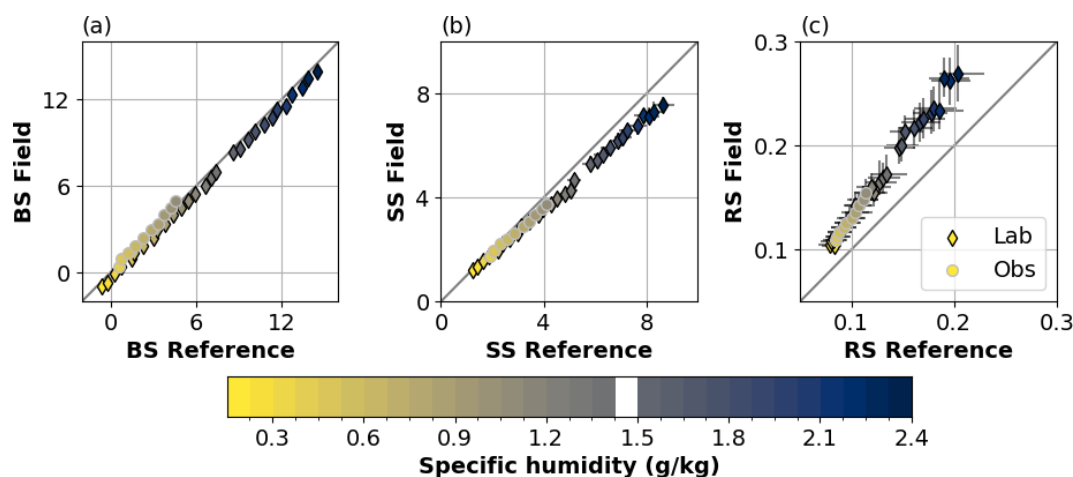 (a) (b) (c)
12
6
0
0 6 12
BS Field
BS Reference
8
4
0
0 4 8
SS Field
SS Reference
0.3
0.2
0.1
0.1 0.2 0.3
RS Field
RS Reference
Lab
Obs
0.3 0.6 0.9 1.2 1.5 1.8 2.1 2.4
Specific humidity (g/kg)